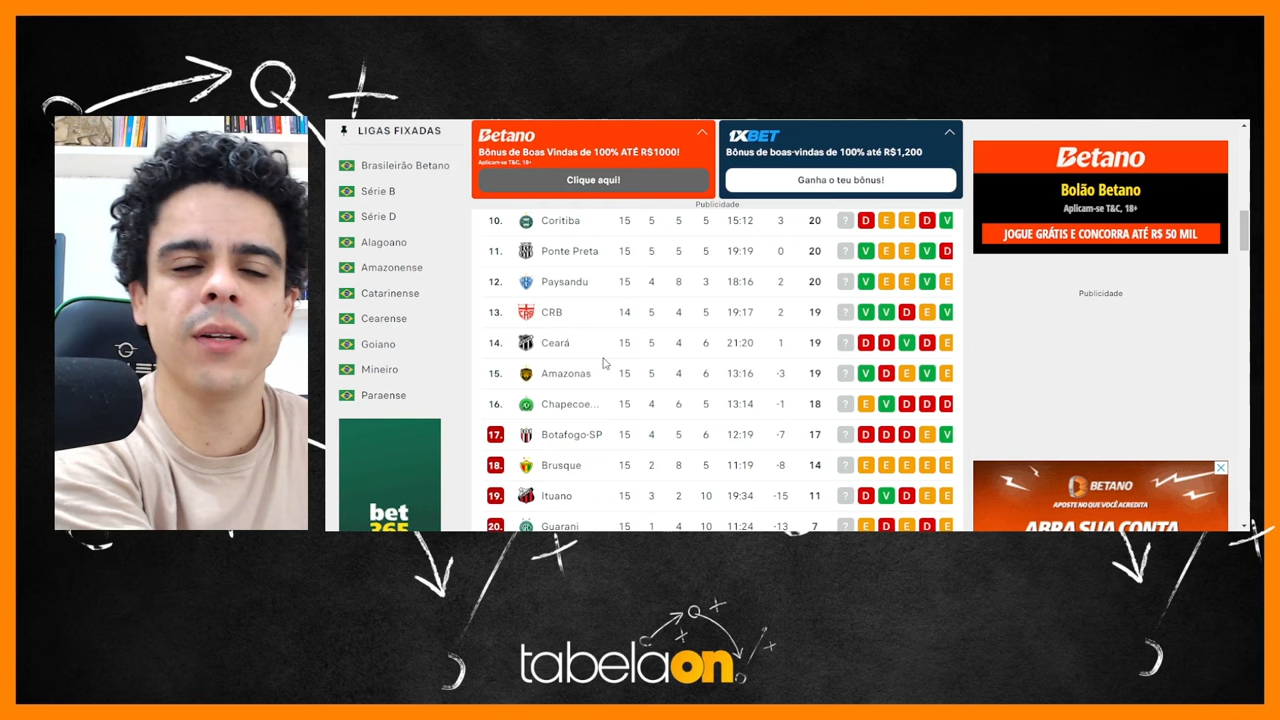 LIGAS FIXADAS
Brasileirão Betano
Série B
Série D
Alagoano
Amazonense
Catarinense
Cearense
Goiano
Mineiro
Paraense
bet
365
Betano
Bônus de Boas Vindas de 100% ATÉ R$1000!
Aplicam-se T&C, 18+
Clique aqui!
1XBET
Bônus de boas-vindas de 100% até R$1,200
Ganha o teu bônus!
Publicidade
10. Coritiba 15 5 5 5 15:12 3 20 ? D E E D V
11. Ponte Preta 15 5 5 5 19:19 0 20 ? V E E V D
12. Paysandu 15 4 8 3 18:16 2 20 ? V E E V E
13. CRB 14 5 4 5 19:17 2 19 ? V V D E V
14. Ceará 15 5 4 6 21:20 1 19 ? D D V D E
15. Amazonas 15 5 4 6 13:16 -3 19 ? V D E V E
16. Chapecoe... 15 4 6 5 13:14 -1 18 ? E V D D D
17. Botafogo-SP 15 4 5 6 12:19 -7 17 ? D D D E V
18. Brusque 15 2 8 5 11:19 -8 14 ? E E E E E
19. Ituano 15 3 2 10 19:34 -15 11 ? D V D E E
20. Guarani 15 1 4 10 11:24 -13 7 ? E D E D E
Betano
Bolão Betano
Aplicam-se T&C, 18+
JOGUE GRÁTIS E CONCORRA ATÉ R$ 50 MIL
Publicidade
BETANO
APOSTE NO QUE VOCÊ ACREDITA
ABRA SUA CONTA
tabelaon